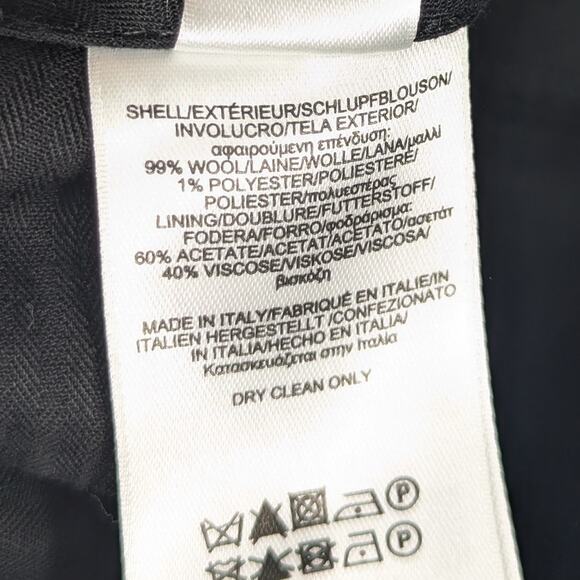 SHELL/EXTÉRIEUR/SCHLUPFBLOUSON/
INVOLUCRO/TELA EXTERIOR/
αφαιρούμενη επένδυση:
99% WOOL/LAINE/WOLLE/LANA/μαλλί
1% POLYESTER/POLIESTERE/
POLIESTER/πολυεστέρας
LINING/DOUBLURE/FUTTERSTOFF/
FODERA/FORRO/φοδράρισμα:
60% ACETATE/ACETAT/ACETATO/ασετάτ
40% VISCOSE/VISKOSE/VISCOSA/
βισκόζη
MADE IN ITALY/FABRIQUÉ EN ITALIE/IN
ITALIEN HERGESTELLT /CONFEZIONATO
IN ITALIA/HECHO EN ITALIA/
Κατασκευάζεται στην Ιταλία
DRY CLEAN ONLY
P
P